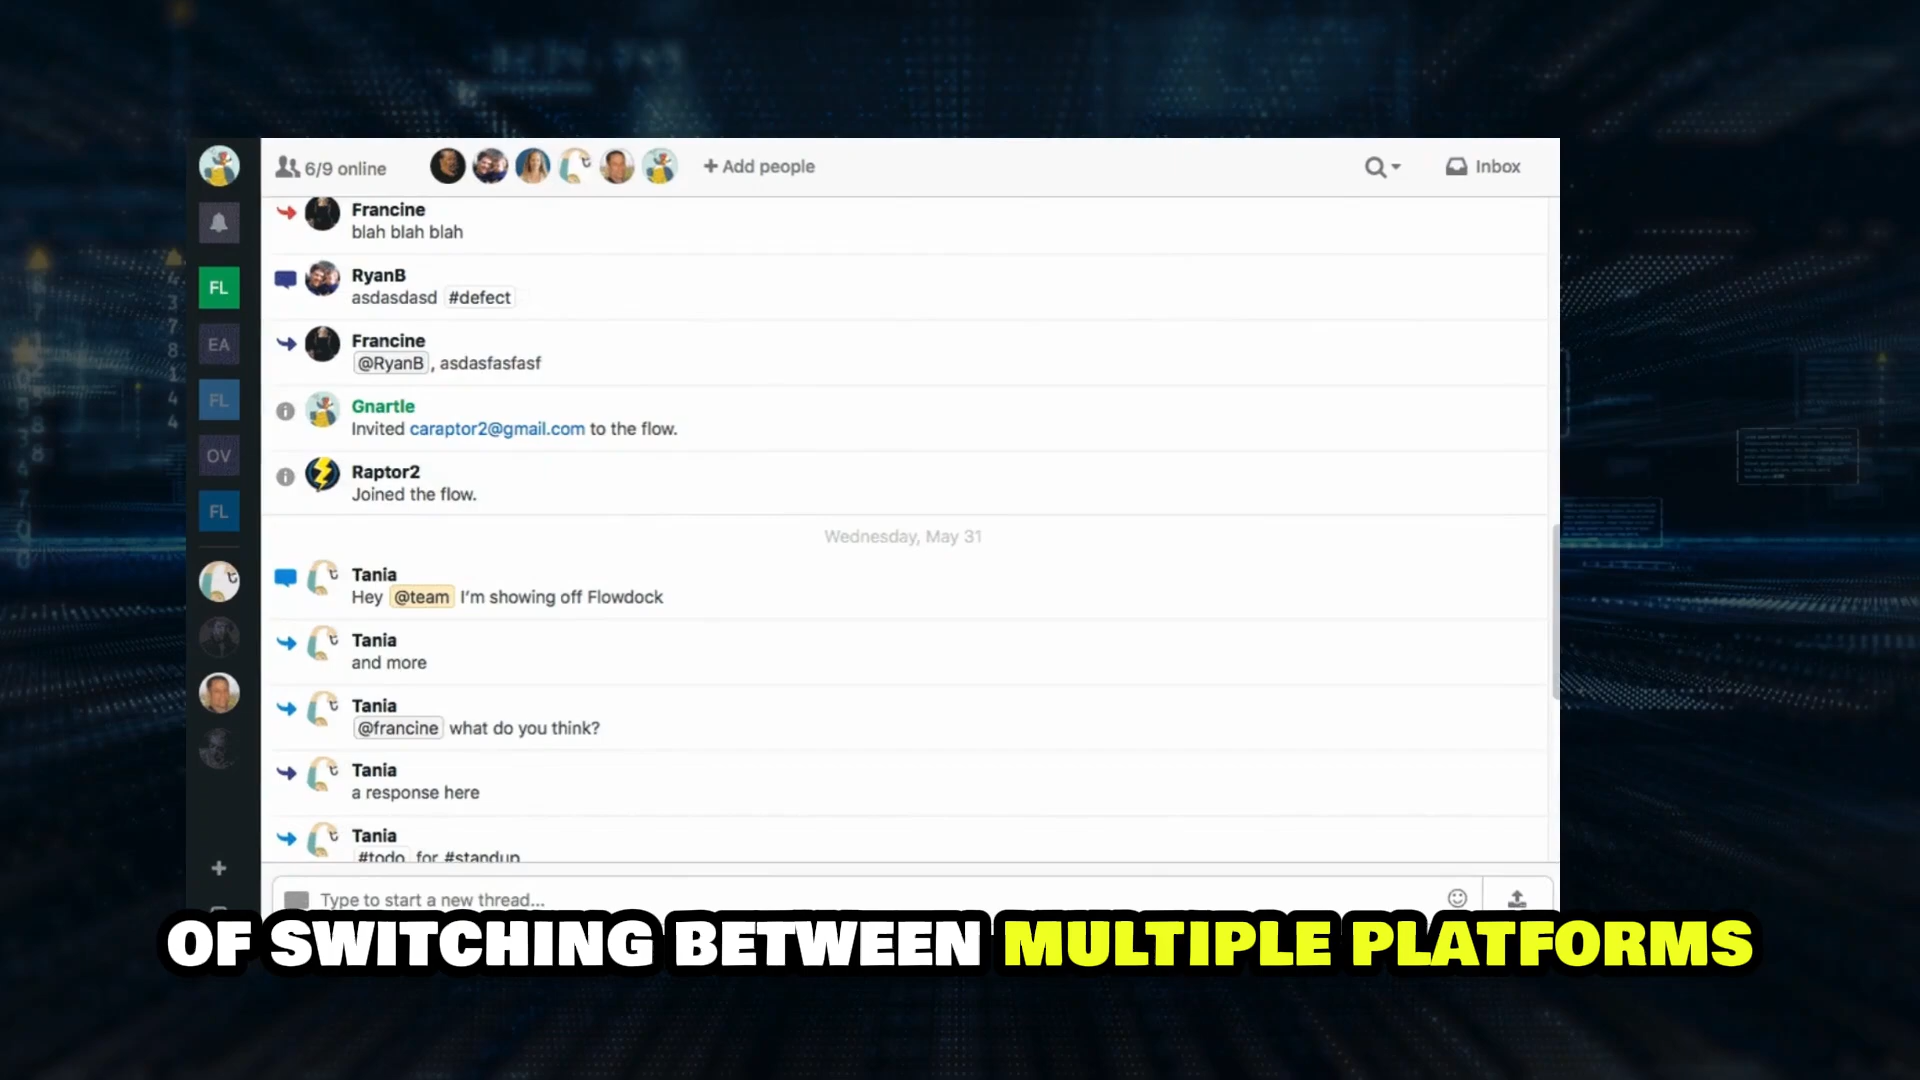 6/9 online
Add people
Inbox
Francine
blah blah blah
FL
RyanB
asdasdasd #defect
EA
Francine
@RyanB , asdasfasfasf
FL
Gnartle
Invited caraptor2@gmail.com to the flow.
OV
Raptor2
Joined the flow.
FL
Wednesday, May 31
Tania
Hey @team I'm showing off Flowdock
Tania
and more
Tania
@francine what do you think?
Tania
a response here
Tania
#todo for #standup
Type to start a new thread...
OF SWITCHING BETWEEN MULTIPLE PLATFORMS